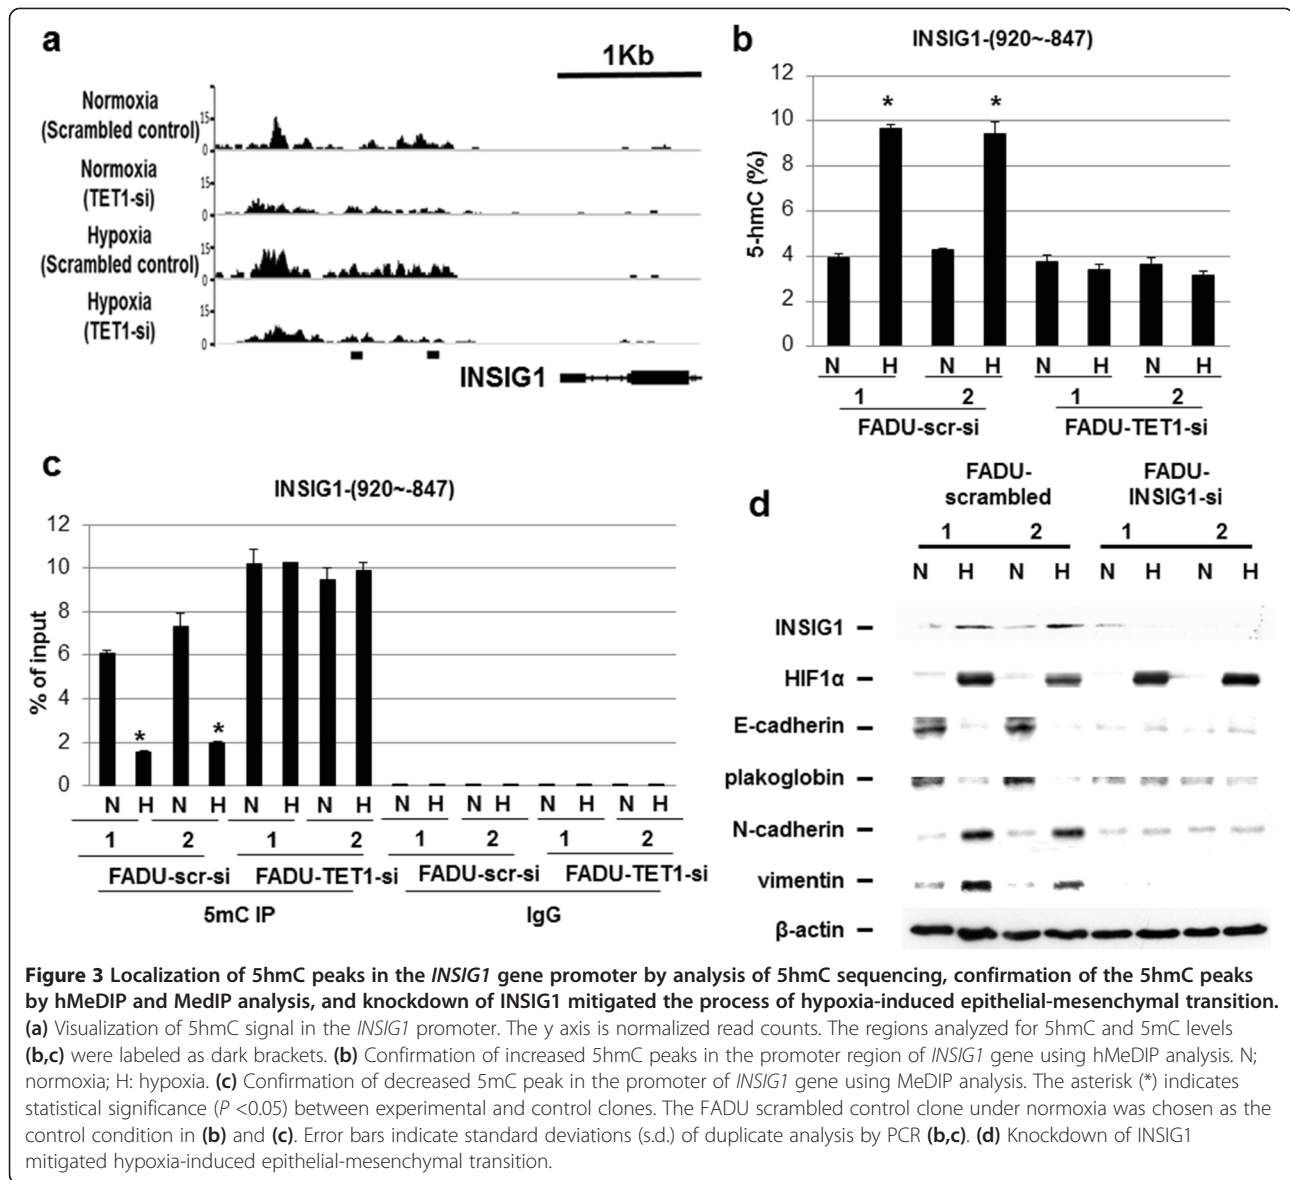 a
1Kb
Normoxia
(Scrambled control)
15
0
Normoxia
(TET1-si)
15
0
Hypoxia
(Scrambled control)
15
0
Hypoxia
(TET1-si)
15
0
INSIG1
b
INSIG1-(920~-847)
5-hmC (%)
12
10
8
6
4
2
0
* *
N H N H N H N H
1 2 1 2
FADU-scr-si FADU-TET1-si
c
INSIG1-(920~-847)
% of input
12
10
8
6
4
2
0
* *
N H N H N H N H N H N H N H N H
1 2 1 2 1 2 1 2
FADU-scr-si FADU-TET1-si FADU-scr-si FADU-TET1-si
5mC IP IgG
d
FADU-
scrambled
FADU-
INSIG1-si
1 2 1 2
N H N H N H N H
INSIG1
HIF1α
E-cadherin
plakoglobin
N-cadherin
vimentin
β-actin
Figure 3 Localization of 5hmC peaks in the INSIG1 gene promoter by analysis of 5hmC sequencing, confirmation of the 5hmC peaks
by hMeDIP and MedIP analysis, and knockdown of INSIG1 mitigated the process of hypoxia-induced epithelial-mesenchymal transition.
(a) Visualization of 5hmC signal in the INSIG1 promoter. The y axis is normalized read counts. The regions analyzed for 5hmC and 5mC levels
(b,c) were labeled as dark brackets. (b) Confirmation of increased 5hmC peaks in the promoter region of INSIG1 gene using hMeDIP analysis. N;
normoxia; H: hypoxia. (c) Confirmation of decreased 5mC peak in the promoter of INSIG1 gene using MeDIP analysis. The asterisk (*) indicates
statistical significance (P <0.05) between experimental and control clones. The FADU scrambled control clone under normoxia was chosen as the
control condition in (b) and (c). Error bars indicate standard deviations (s.d.) of duplicate analysis by PCR (b,c). (d) Knockdown of INSIG1
mitigated hypoxia-induced epithelial-mesenchymal transition.